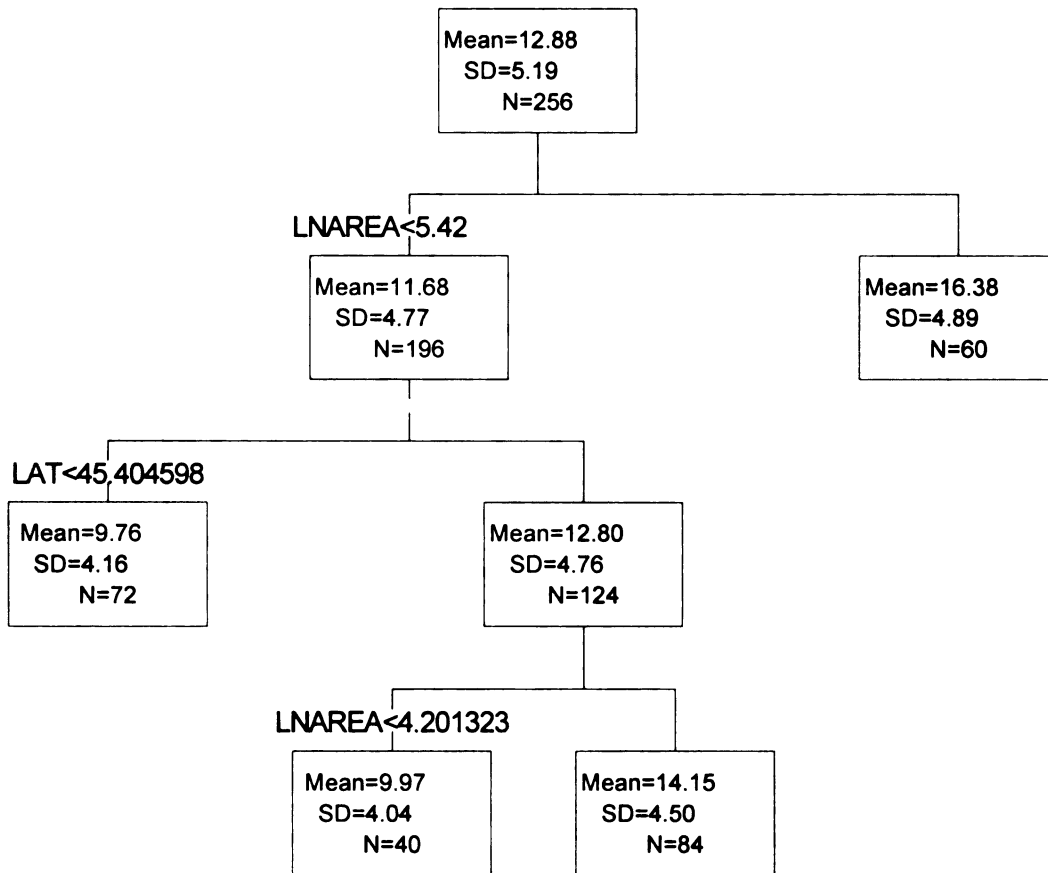 Mean=12.88
SD=5.19
N=256
LNAREA<5.42
Mean=11.68
SD=4.77
N=196
Mean=16.38
SD=4.89
N=60
LAT<45.404598
Mean=9.76
SD=4.16
N=72
Mean=12.80
SD=4.76
N=124
LNAREA<4.201323
Mean=9.97
SD=4.04
N=40
Mean=14.15
SD=4.50
N=84